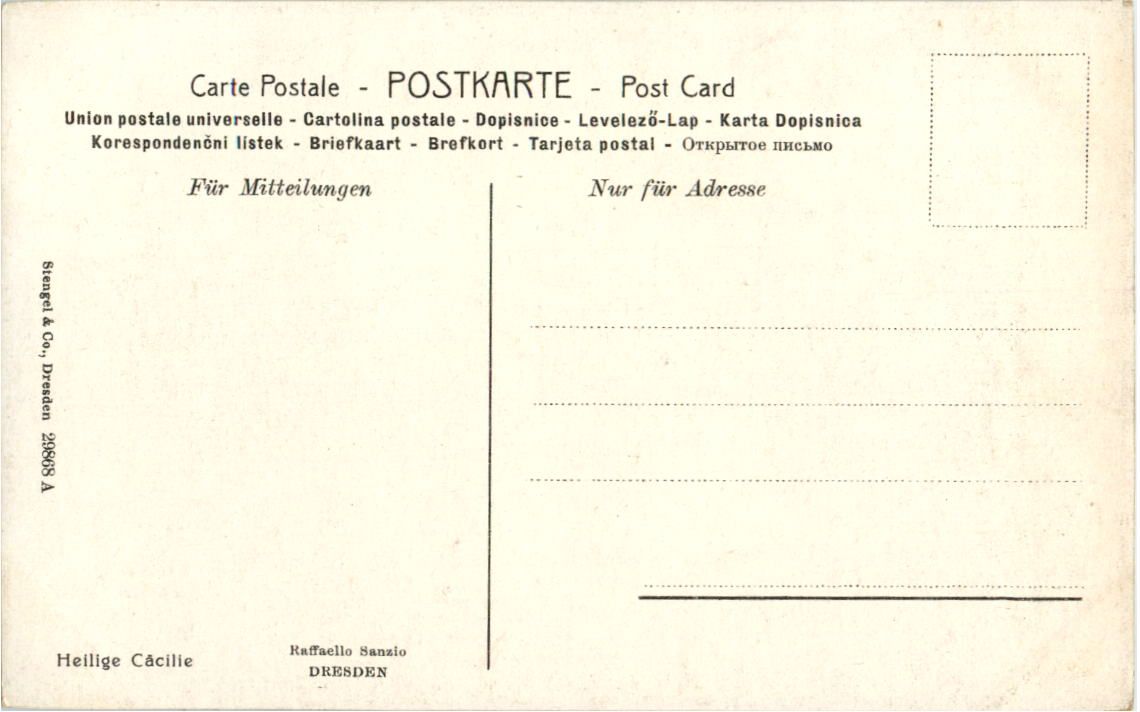 Carte Postale - POSTKARTE - Post Card
Union postale universelle - Cartolina postale - Dopisnice - Levelező-Lap - Karta Dopisnica
Korespondenční lístek - Briefkaart - Brefkort - Tarjeta postal - Открытое письмо
Für Mitteilungen
Nur für Adresse
Stengel & Co., Dresden 29868 A
Heilige Cäcilie
Raffaello Sanzio
DRESDEN